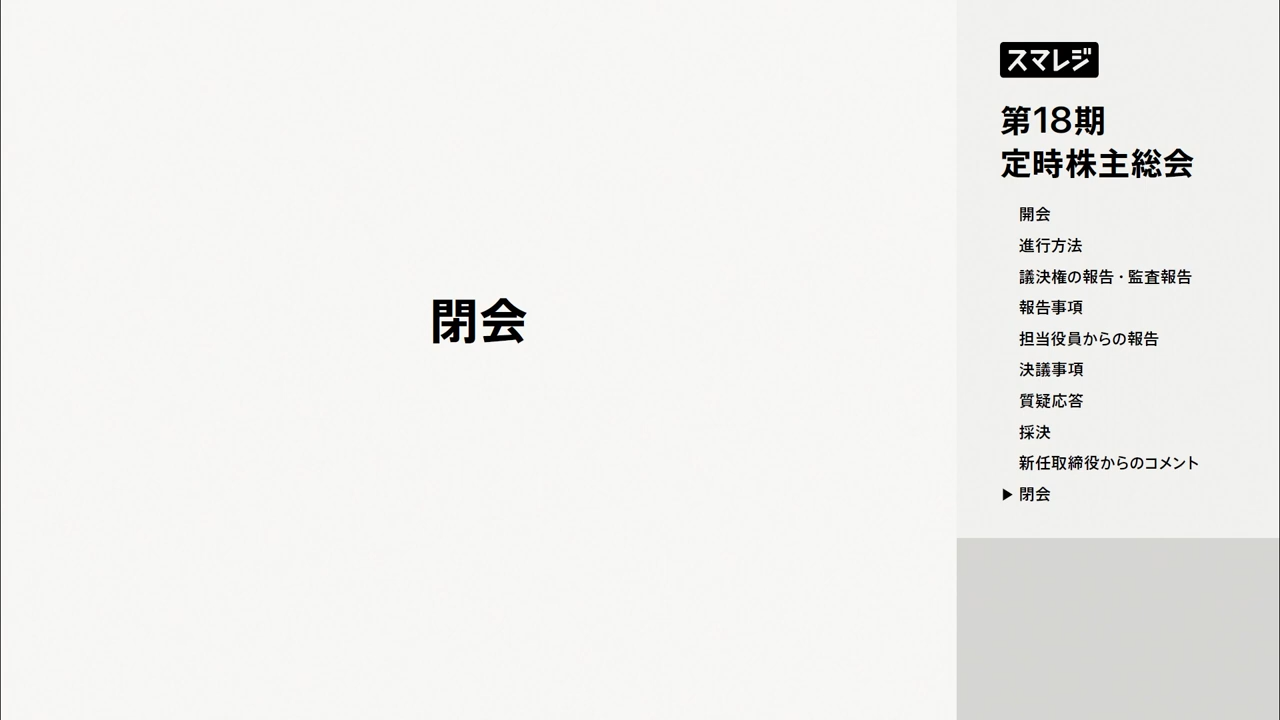 閉会
スマレジ
第18期
定時株主総会
開会
進行方法
議決権の報告・監査報告
報告事項
担当役員からの報告
決議事項
質疑応答
採決
新任取締役からのコメント
▶ 閉会